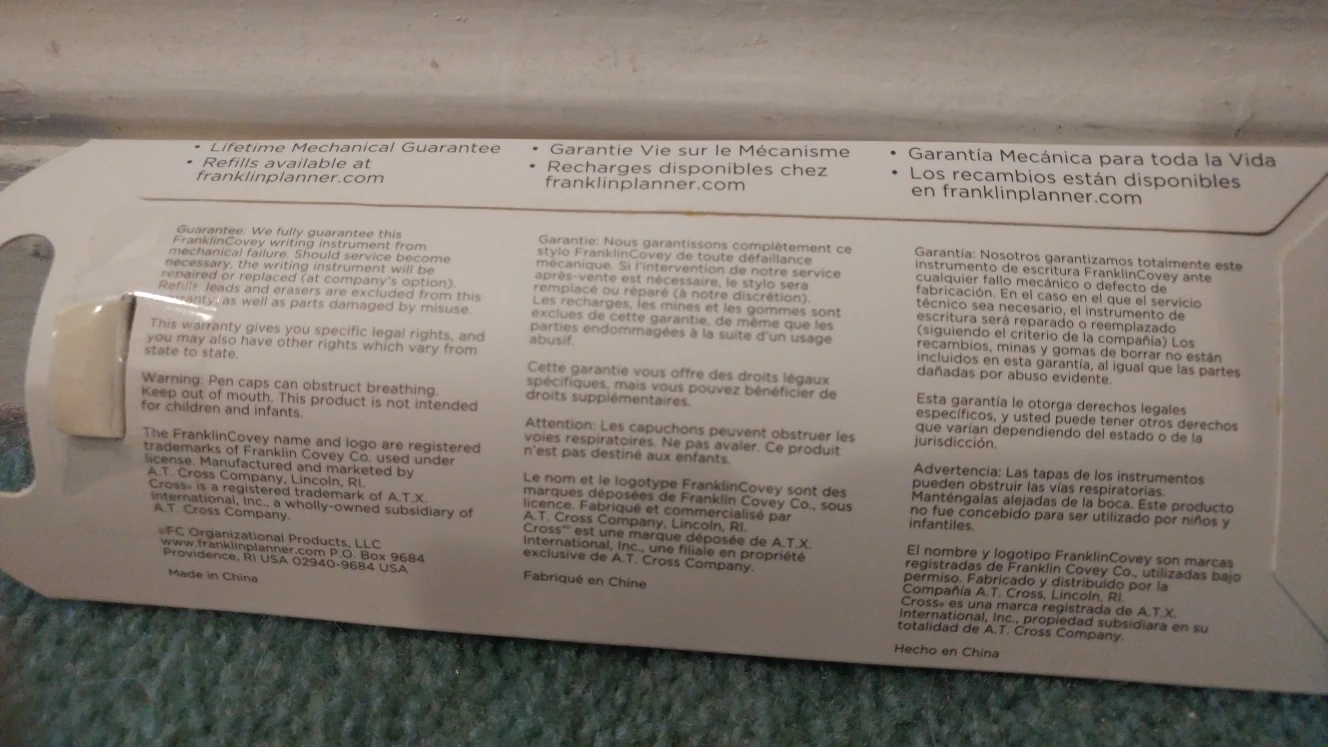 • Lifetime Mechanical Guarantee
• Refills available at
franklinplanner.com
Guarantee: We fully guarantee this
FranklinCovey writing instrument from
mechanical failure. Should service become
necessary, the writing instrument will be
repaired or replaced (at company's option).
Refills, leads and erasers are excluded from this
warranty, as well as parts damaged by misuse.
This warranty gives you specific legal rights, and
you may also have other rights which vary from
state to state.
Warning: Pen caps can obstruct breathing.
Keep out of mouth. This product is not intended
for children and infants.
The FranklinCovey name and logo are registered
trademarks of Franklin Covey Co. used under
license. Manufactured and marketed by
A.T. Cross Company, Lincoln, RI.
Cross® is a registered trademark of A.T.X.
International, Inc., a wholly-owned subsidiary of
A.T. Cross Company.
©FC Organizational Products, LLC
www.franklinplanner.com P.O. Box 9684
Providence, RI USA 02940-9684 USA
Made in China
• Garantie Vie sur le Mécanisme
• Recharges disponibles chez
franklinplanner.com
Garantie: Nous garantissons complètement ce
stylo FranklinCovey de toute défaillance
mécanique. Si l'intervention de notre service
après-vente est nécessaire, le stylo sera
remplacé ou réparé (à notre discrétion).
Les recharges, les mines et les gommes sont
exclues de cette garantie, de même que les
parties endommagées à la suite d'un usage
abusif.
Cette garantie vous offre des droits légaux
spécifiques, mais vous pouvez bénéficier de
droits supplémentaires.
Attention: Les capuchons peuvent obstruer les
voies respiratoires. Ne pas avaler. Ce produit
n'est pas destiné aux enfants.
Le nom et le logotype FranklinCovey sont des
marques déposées de Franklin Covey Co., sous
licence. Fabriqué et commercialisé par
A.T. Cross Company, Lincoln, RI.
Cross est une marque déposée de A.T.X.
International, Inc., une filiale en propriété
exclusive de A.T. Cross Company.
Fabriqué en Chine
• Garantía Mecánica para toda la Vida
• Los recambios están disponibles
en franklinplanner.com
Garantía: Nosotros garantizamos totalmente este
instrumento de escritura FranklinCovey ante
cualquier fallo mecánico o defecto de
fabricación. En el caso en el que el servicio
técnico sea necesario, el instrumento de
escritura será reparado o reemplazado
(siguiendo el criterio de la compañía) Los
recambios, minas y gomas de borrar no están
incluidos en esta garantía, al igual que las partes
dañadas por abuso evidente.
Esta garantía le otorga derechos legales
específicos, y usted puede tener otros derechos
que varían dependiendo del estado o de la
jurisdicción.
Advertencia: Las tapas de los instrumentos
pueden obstruir las vías respiratorias.
Manténgalas alejadas de la boca. Este producto
no fue concebido para ser utilizado por niños y
infantiles.
El nombre y logotipo FranklinCovey son marcas
registradas de Franklin Covey Co., utilizadas bajo
permiso. Fabricado y distribuido por la
Compañía A.T. Cross, Lincoln, RI.
Cross® es una marca registrada de A.T.X.
International, Inc., propiedad subsidiara en su
totalidad de A.T. Cross Company.
Hecho en China